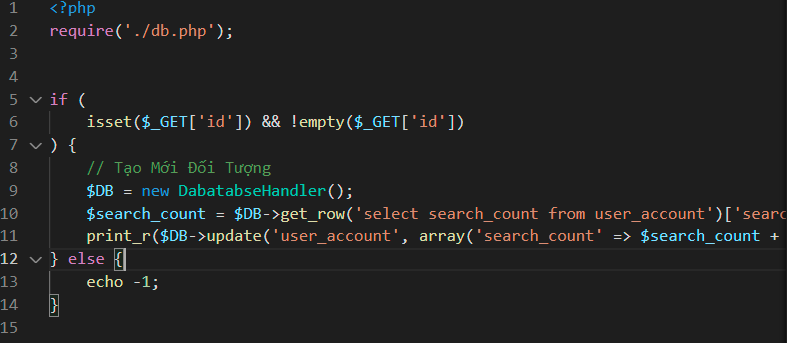 1 <?php
2 require('./db.php');
3
4
5 if (
6 isset($_GET['id']) && !empty($_GET['id'])
7 ) {
8 // Tạo Mới Đối Tượng
9 $DB = new DabatabseHandler();
10 $search_count = $DB->get_row('select search_count from user_account')['sear
11 print_r($DB->update('user_account', array('search_count' => $search_count +
12 } else {
13 echo -1;
14 }
15